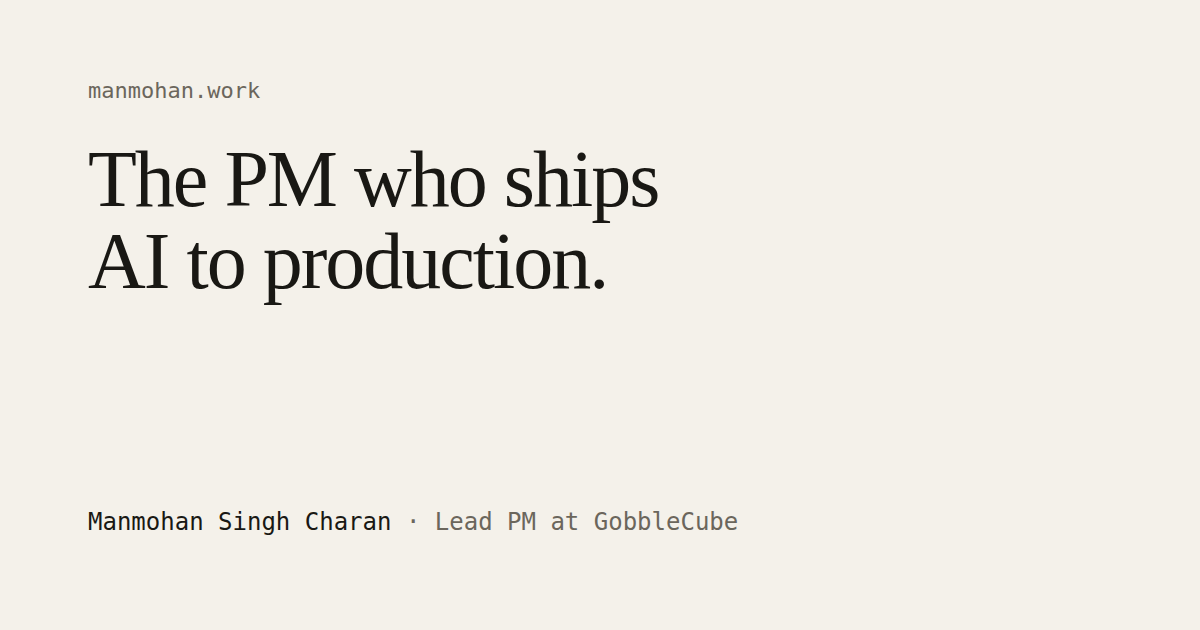 manmohan.work
The PM who ships
AI to production.
Manmohan Singh Charan · Lead PM at GobbleCube